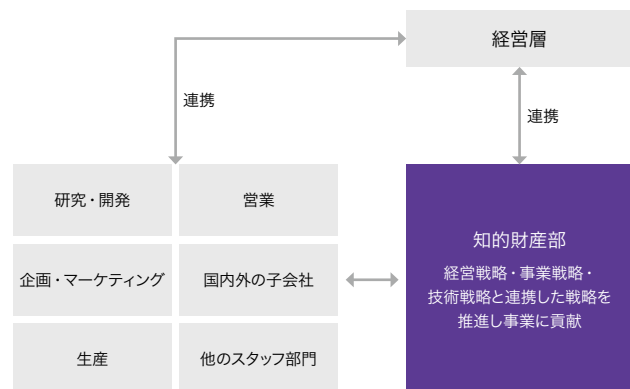 経営層
連携
連携
研究・開発
営業
企画・マーケティング
国内外の子会社
生産
他のスタッフ部門
知的財産部
経営戦略・事業戦略・
技術戦略と連携した戦略を
推進し事業に貢献